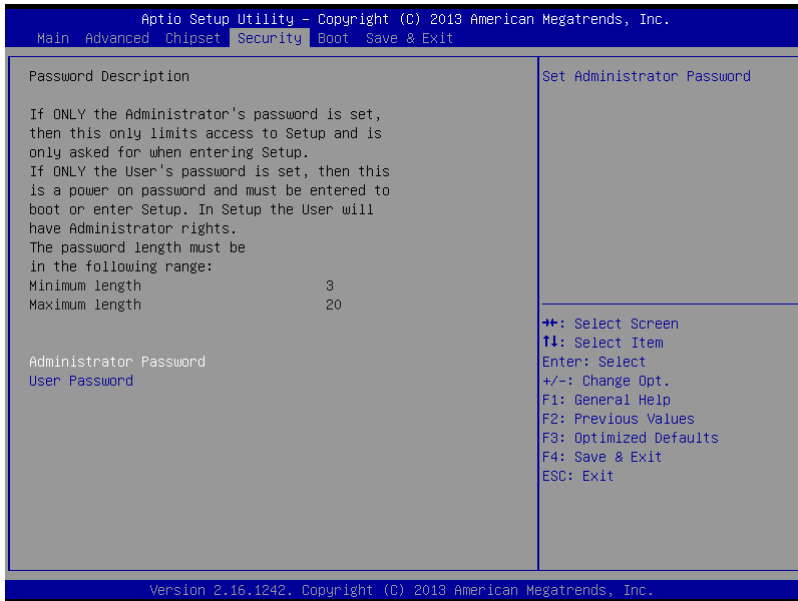 Aptio Setup Utility – Copyright (C) 2013 American Megatrends, Inc.
Main Advanced Chipset Security Boot Save & Exit
Password Description
If ONLY the Administrator's password is set,
then this only limits access to Setup and is
only asked for when entering Setup.
If ONLY the User's password is set, then this
is a power on password and must be entered to
boot or enter Setup. In Setup the User will
have Administrator rights.
The password length must be
in the following range:
Minimum length 3
Maximum length 20
Administrator Password
User Password
Set Administrator Password
→←: Select Screen
↑↓: Select Item
Enter: Select
+/-: Change Opt.
F1: General Help
F2: Previous Values
F3: Optimized Defaults
F4: Save & Exit
ESC: Exit
Version 2.16.1242. Copyright (C) 2013 American Megatrends, Inc.